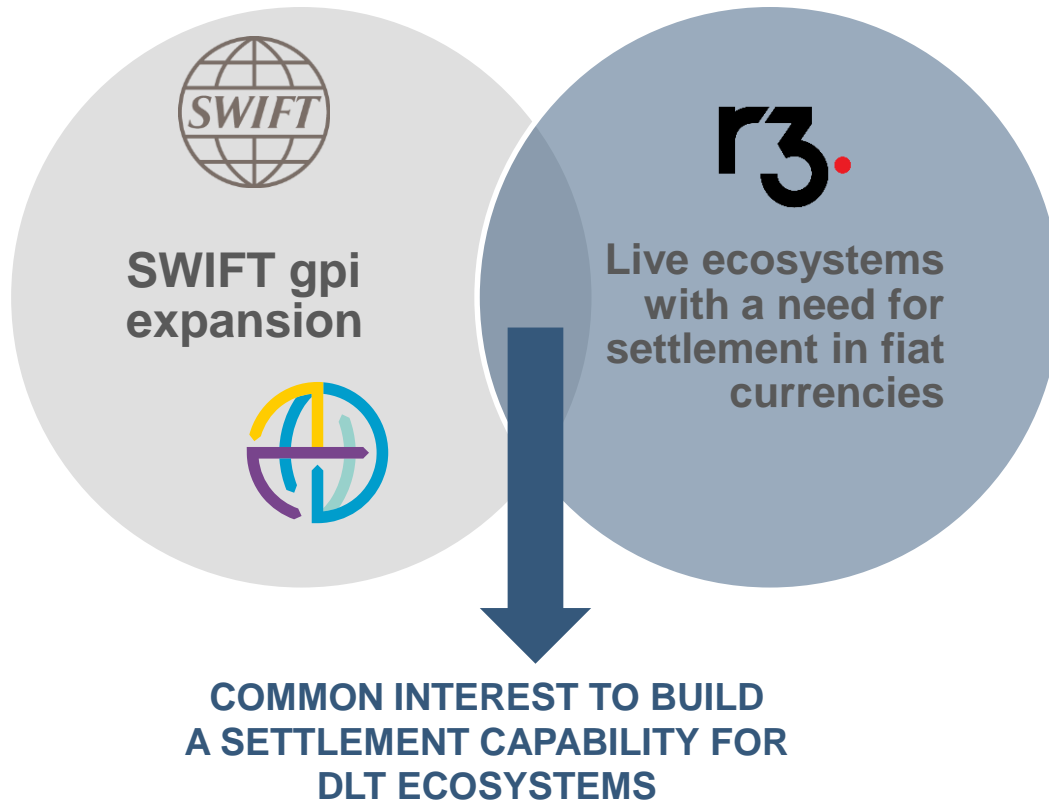 SWIFT
SWIFT gpi
expansion
r3.
Live ecosystems
with a need for
settlement in fiat
currencies
COMMON INTEREST TO BUILD
A SETTLEMENT CAPABILITY FOR
DLT ECOSYSTEMS